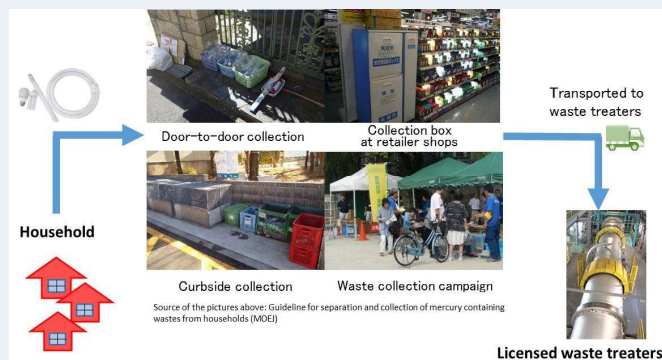 Door-to-door collection
Collection box
at retailer shops
Transported to
waste treaters
Household
Curbside collection
Waste collection campaign
Source of the pictures above: Guideline for separation and collection of mercury containing
wastes from households (MOEJ)
Licensed waste treaters